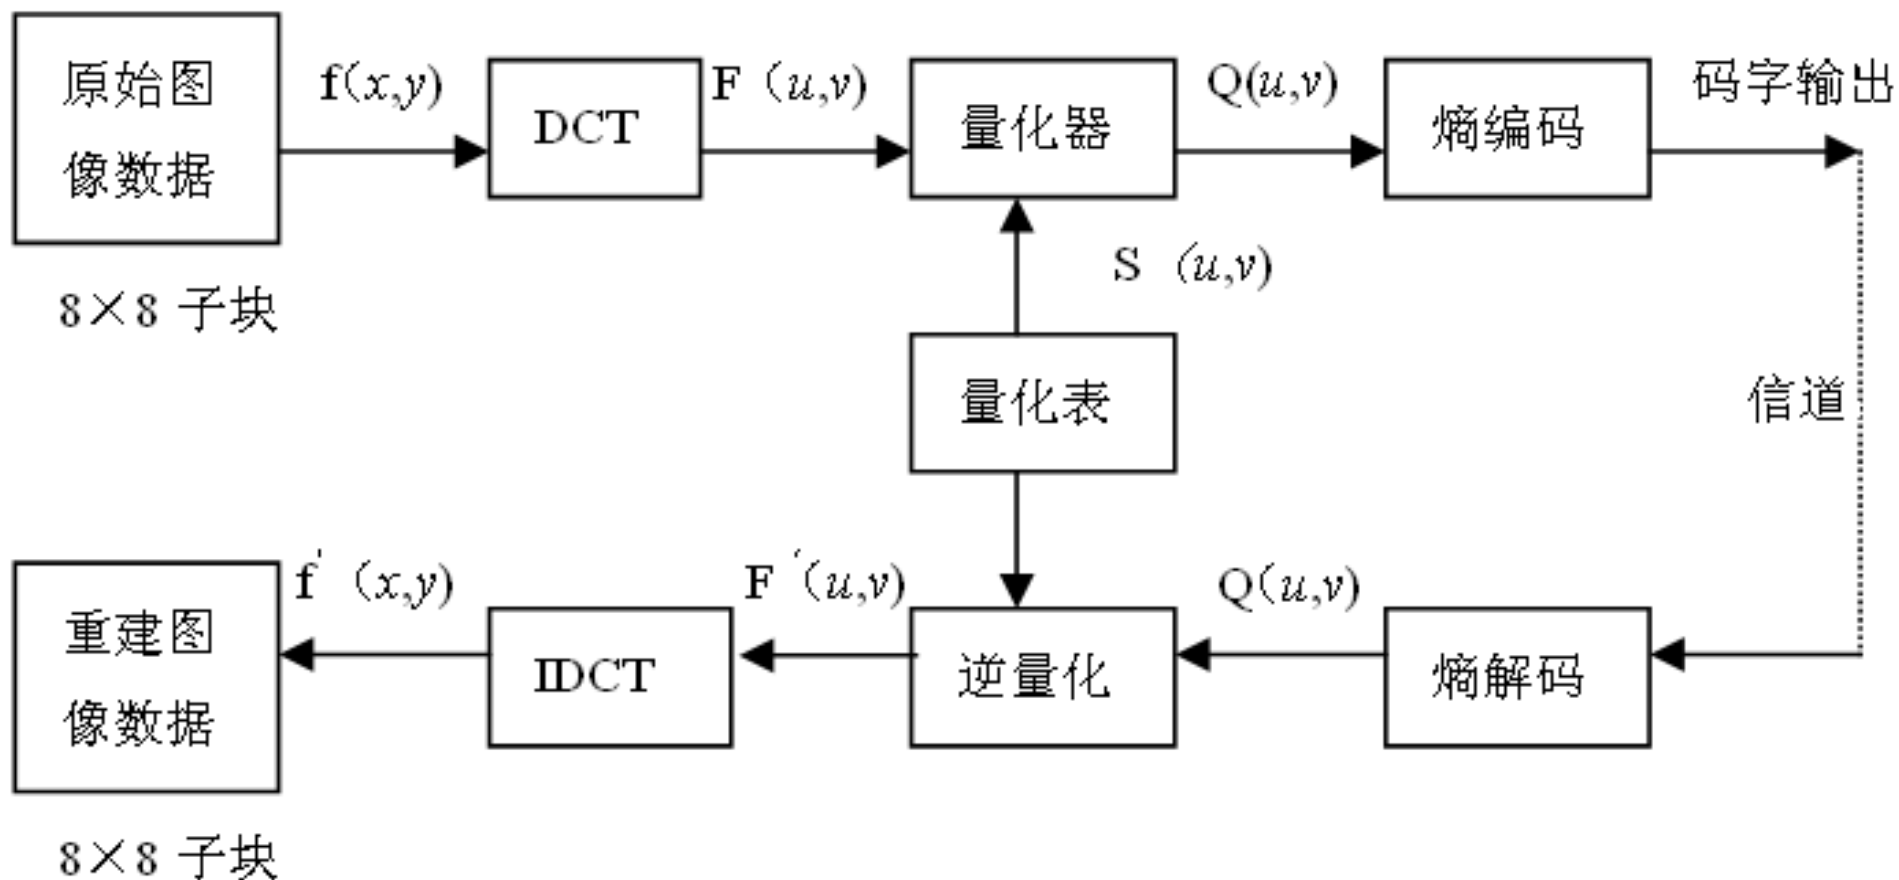 原始图
像数据
f(x,y)
DCT
F（u,v)
量化器
Q(u,v)
熵编码
码字输出
8×8 子块
S （u,v)
量化表
信道
重建图
像数据
f'（x,y)
IDCT
F‘（u,v)
逆量化
Q（u,v)
熵解码
8×8 子块